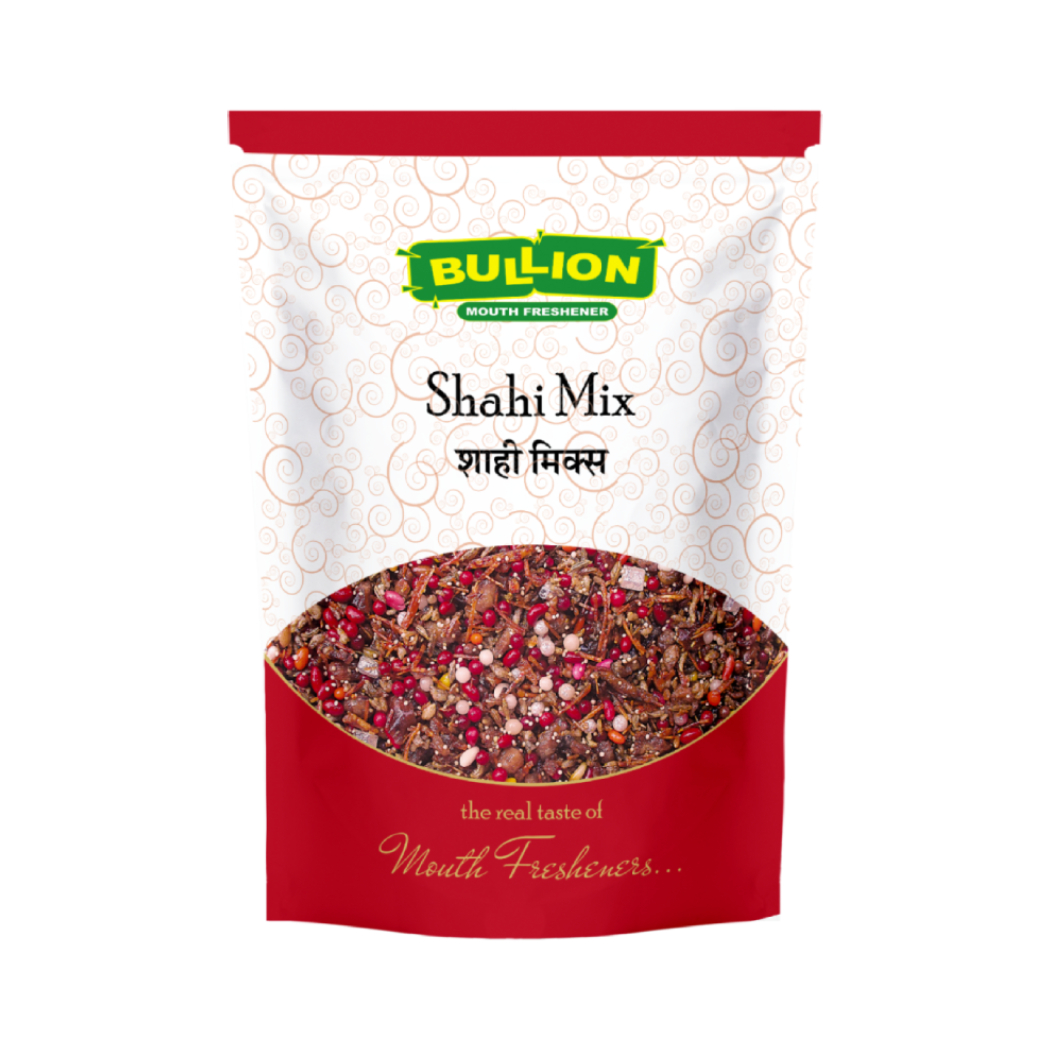 BULLION
MOUTH FRESHENER
Shahi Mix
शाही मिक्स
the real taste of
Mouth Fresheners...